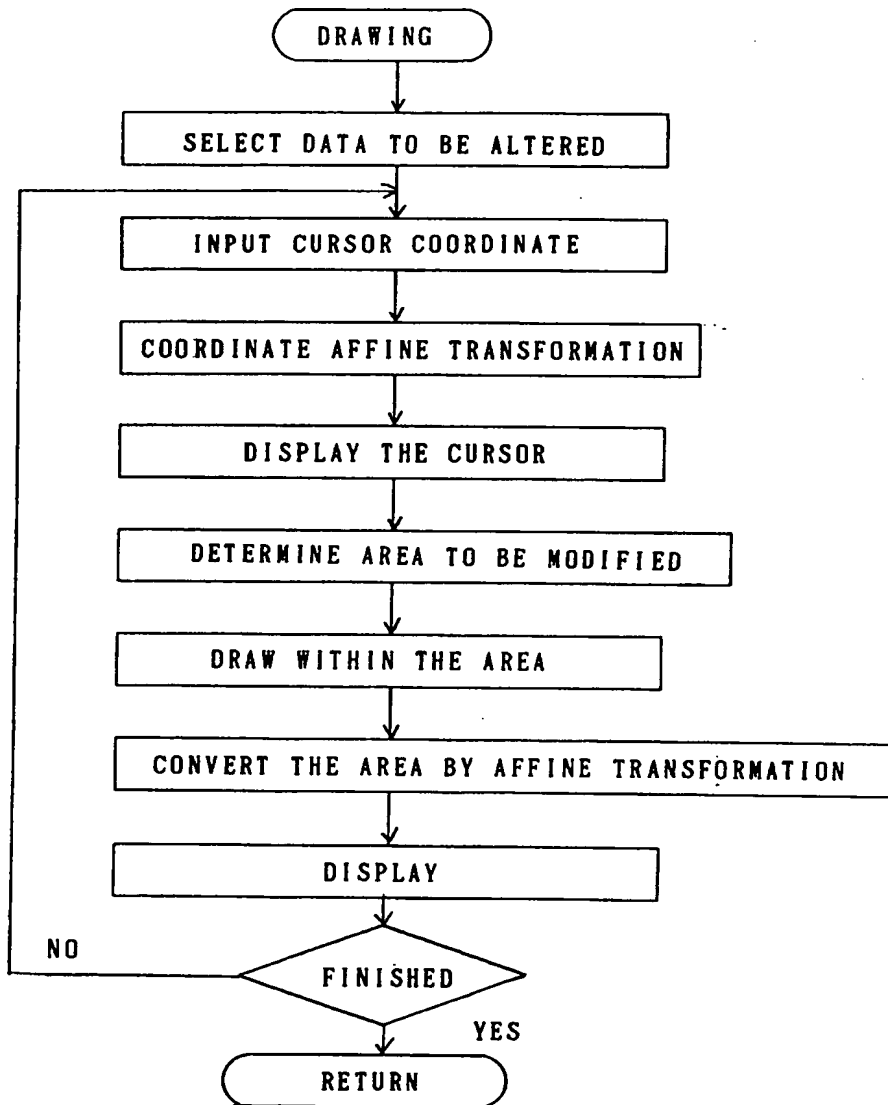 DRAWING
SELECT DATA TO BE ALTERED
INPUT CURSOR COORDINATE
COORDINATE AFFINE TRANSFORMATION
DISPLAY THE CURSOR
DETERMINE AREA TO BE MODIFIED
DRAW WITHIN THE AREA
CONVERT THE AREA BY AFFINE TRANSFORMATION
DISPLAY
NO
FINISHED
YES
RETURN